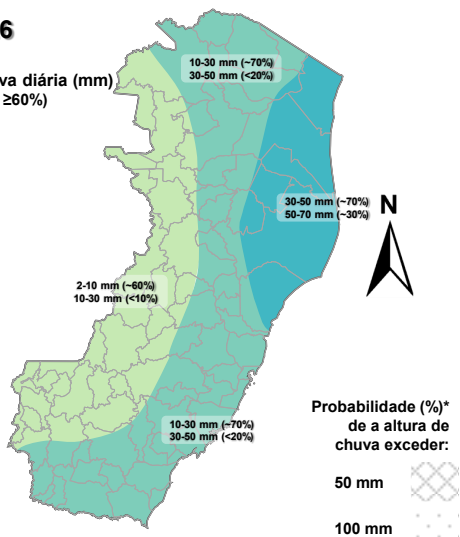 6
va diária (mm)
≥60%)
10-30 mm (~70%)
30-50 mm (<20%)
30-50 mm (~70%)
50-70 mm (~30%)
N
2-10 mm (~60%)
10-30 mm (<10%)
10-30 mm (~70%)
30-50 mm (<20%)
Probabilidade (%)*
de a altura de
chuva exceder:
50 mm
100 mm